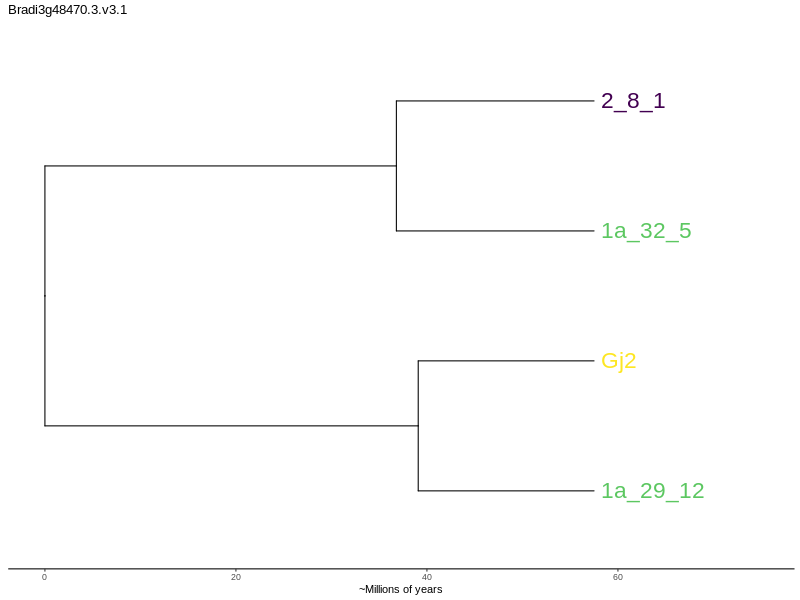 Bradi3g48470.3.v3.1
2_8_1
1a_32_5
Gj2
1a_29_12
0 20 40 60
~Millions of years